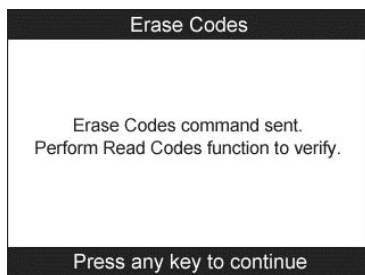 Erase Codes
Erase Codes command sent.
Perform Read Codes function to verify.
Press any key to continue